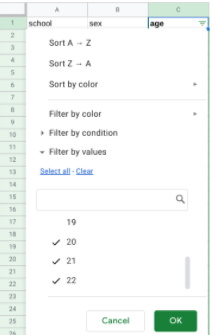 A B C
1 school sex age
2
3 Sort A → Z
4
5 Sort Z → A
6
7 Sort by color
8
9 Filter by color
10 Filter by condition
11
12 Filter by values
13 Select all - Clear
14
15
16
17 19
18
19 20
20 21
21
22 22
23
24
25 Cancel OK
26